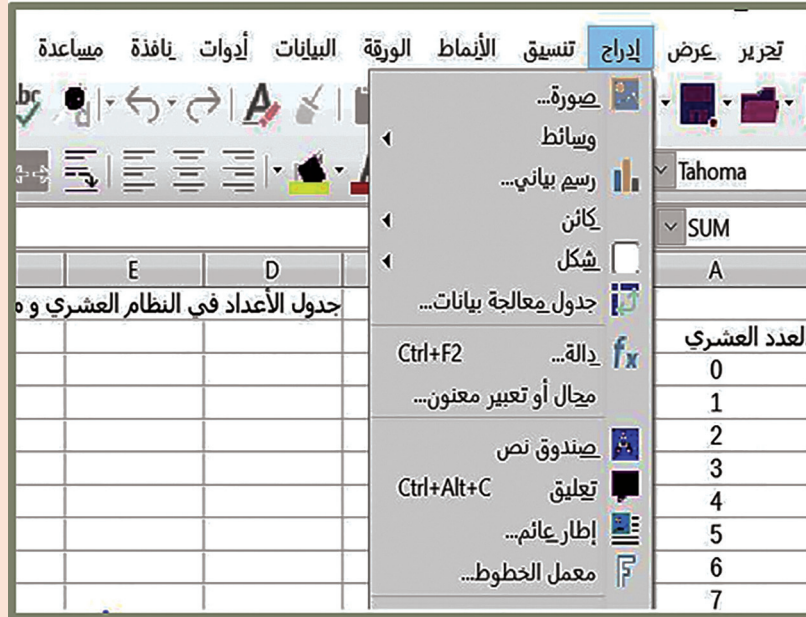 تحرير عرض إدراج تنسيق الأنماط الورقة البيانات أدوات نافذة مساعدة
صورة...
وسائط
رسم بياني...
كائن
شكل
جدول معالجة بيانات...
دالة... Ctrl+F2
مجال أو تعبير معنون...
صندوق نص
تعليق Ctrl+Alt+C
إطار عائم...
معمل الخطوط...
Tahoma
SUM
A
D
E
جدول الأعداد في النظام العشري و
العدد العشري
0
1
2
3
4
5
6
7